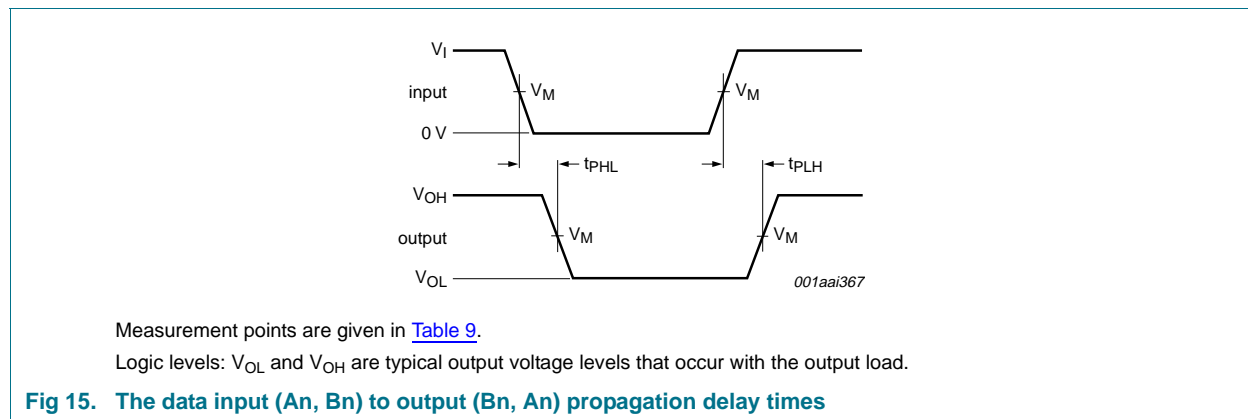 VI
input
VM
VM
0 V
tPHL
tPLH
VOH
output
VM
VM
VOL
001aai367
Measurement points are given in Table 9.
Logic levels: VOL and VOH are typical output voltage levels that occur with the output load.
Fig 15. The data input (An, Bn) to output (Bn, An) propagation delay times